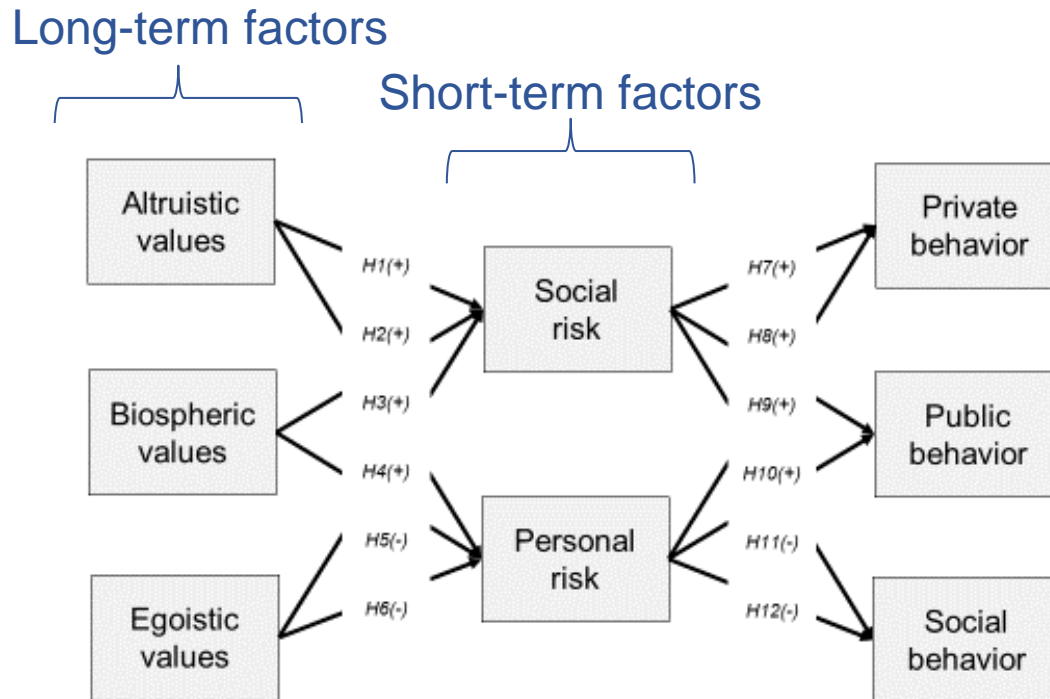 Long-term factors
Short-term factors
Altruistic
values
Biospheric
values
Egoistic
values
H1(+)
H2(+)
H3(+)
H4(+)
H5(-)
H6(-)
Social
risk
Personal
risk
H7(+)
H8(+)
H9(+)
H10(+)
H11(-)
H12(-)
Private
behavior
Public
behavior
Social
behavior